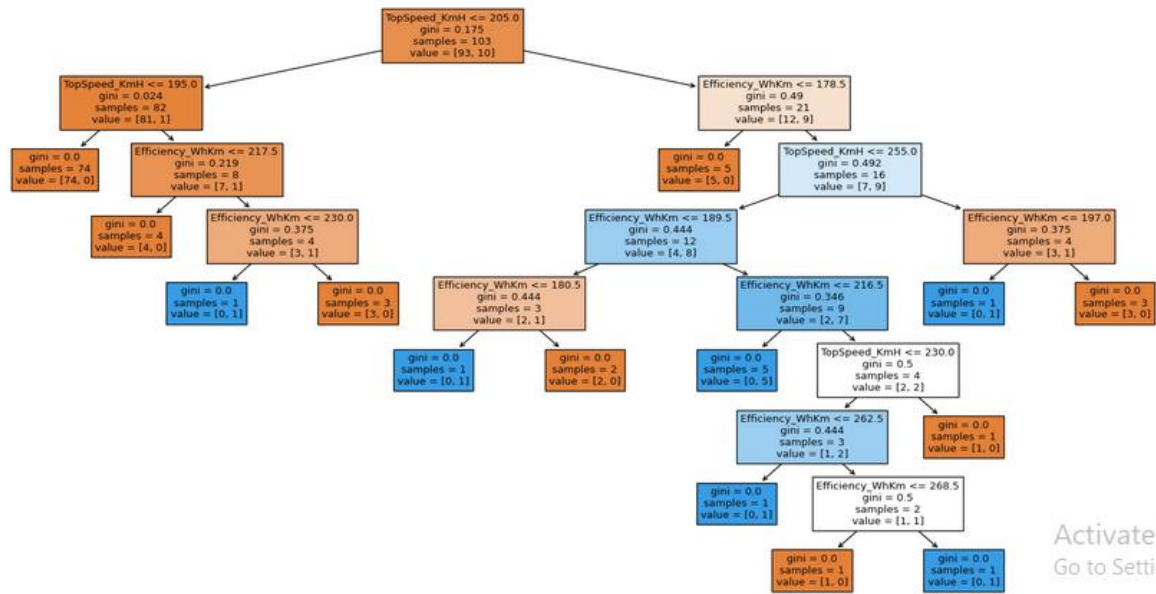 TopSpeed_KmH <= 205.0
gini = 0.175
samples = 103
value = [93, 10]
TopSpeed_KmH <= 195.0
gini = 0.024
samples = 82
value = [81, 1]
Efficiency_WhKm <= 178.5
gini = 0.49
samples = 21
value = [12, 9]
gini = 0.0
samples = 74
value = [74, 0]
Efficiency_WhKm <= 217.5
gini = 0.219
samples = 8
value = [7, 1]
gini = 0.0
samples = 5
value = [5, 0]
TopSpeed_KmH <= 255.0
gini = 0.492
samples = 16
value = [7, 9]
gini = 0.0
samples = 4
value = [4, 0]
Efficiency_WhKm <= 230.0
gini = 0.375
samples = 4
value = [3, 1]
Efficiency_WhKm <= 189.5
gini = 0.444
samples = 12
value = [4, 8]
Efficiency_WhKm <= 197.0
gini = 0.375
samples = 4
value = [3, 1]
gini = 0.0
samples = 1
value = [0, 1]
gini = 0.0
samples = 3
value = [3, 0]
Efficiency_WhKm <= 180.5
gini = 0.444
samples = 3
value = [2, 1]
Efficiency_WhKm <= 216.5
gini = 0.346
samples = 9
value = [2, 7]
gini = 0.0
samples = 1
value = [0, 1]
gini = 0.0
samples = 3
value = [3, 0]
gini = 0.0
samples = 1
value = [0, 1]
gini = 0.0
samples = 2
value = [2, 0]
gini = 0.0
samples = 5
value = [0, 5]
TopSpeed_KmH <= 230.0
gini = 0.5
samples = 4
value = [2, 2]
Efficiency_WhKm <= 262.5
gini = 0.444
samples = 3
value = [1, 2]
gini = 0.0
samples = 1
value = [1, 0]
gini = 0.0
samples = 1
value = [0, 1]
Efficiency_WhKm <= 268.5
gini = 0.5
samples = 2
value = [1, 1]
gini = 0.0
samples = 1
value = [1, 0]
gini = 0.0
samples = 1
value = [0, 1]
Activate
Go to Setti